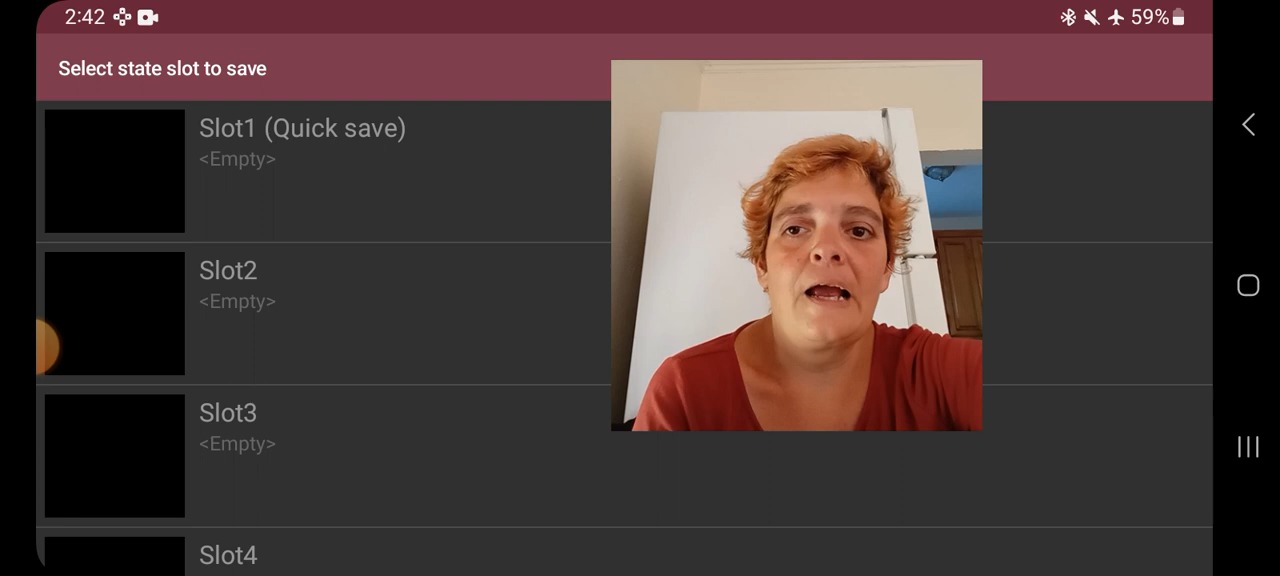 2:42 59%
Select state slot to save
Slot1 (Quick save)
<Empty>
Slot2
<Empty>
Slot3
<Empty>
Slot4